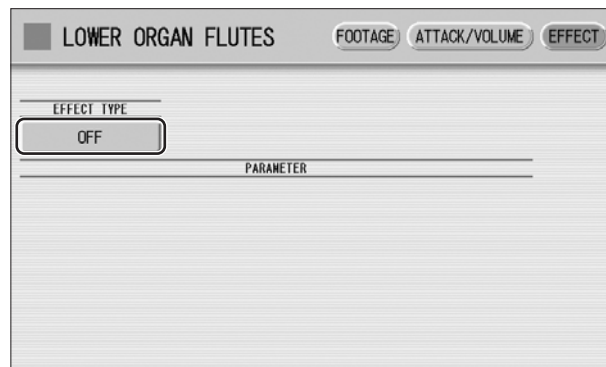 LOWER ORGAN FLUTES FOOTAGE ATTACK/VOLUME EFFECT
EFFECT TYPE
OFF
PARAMETER